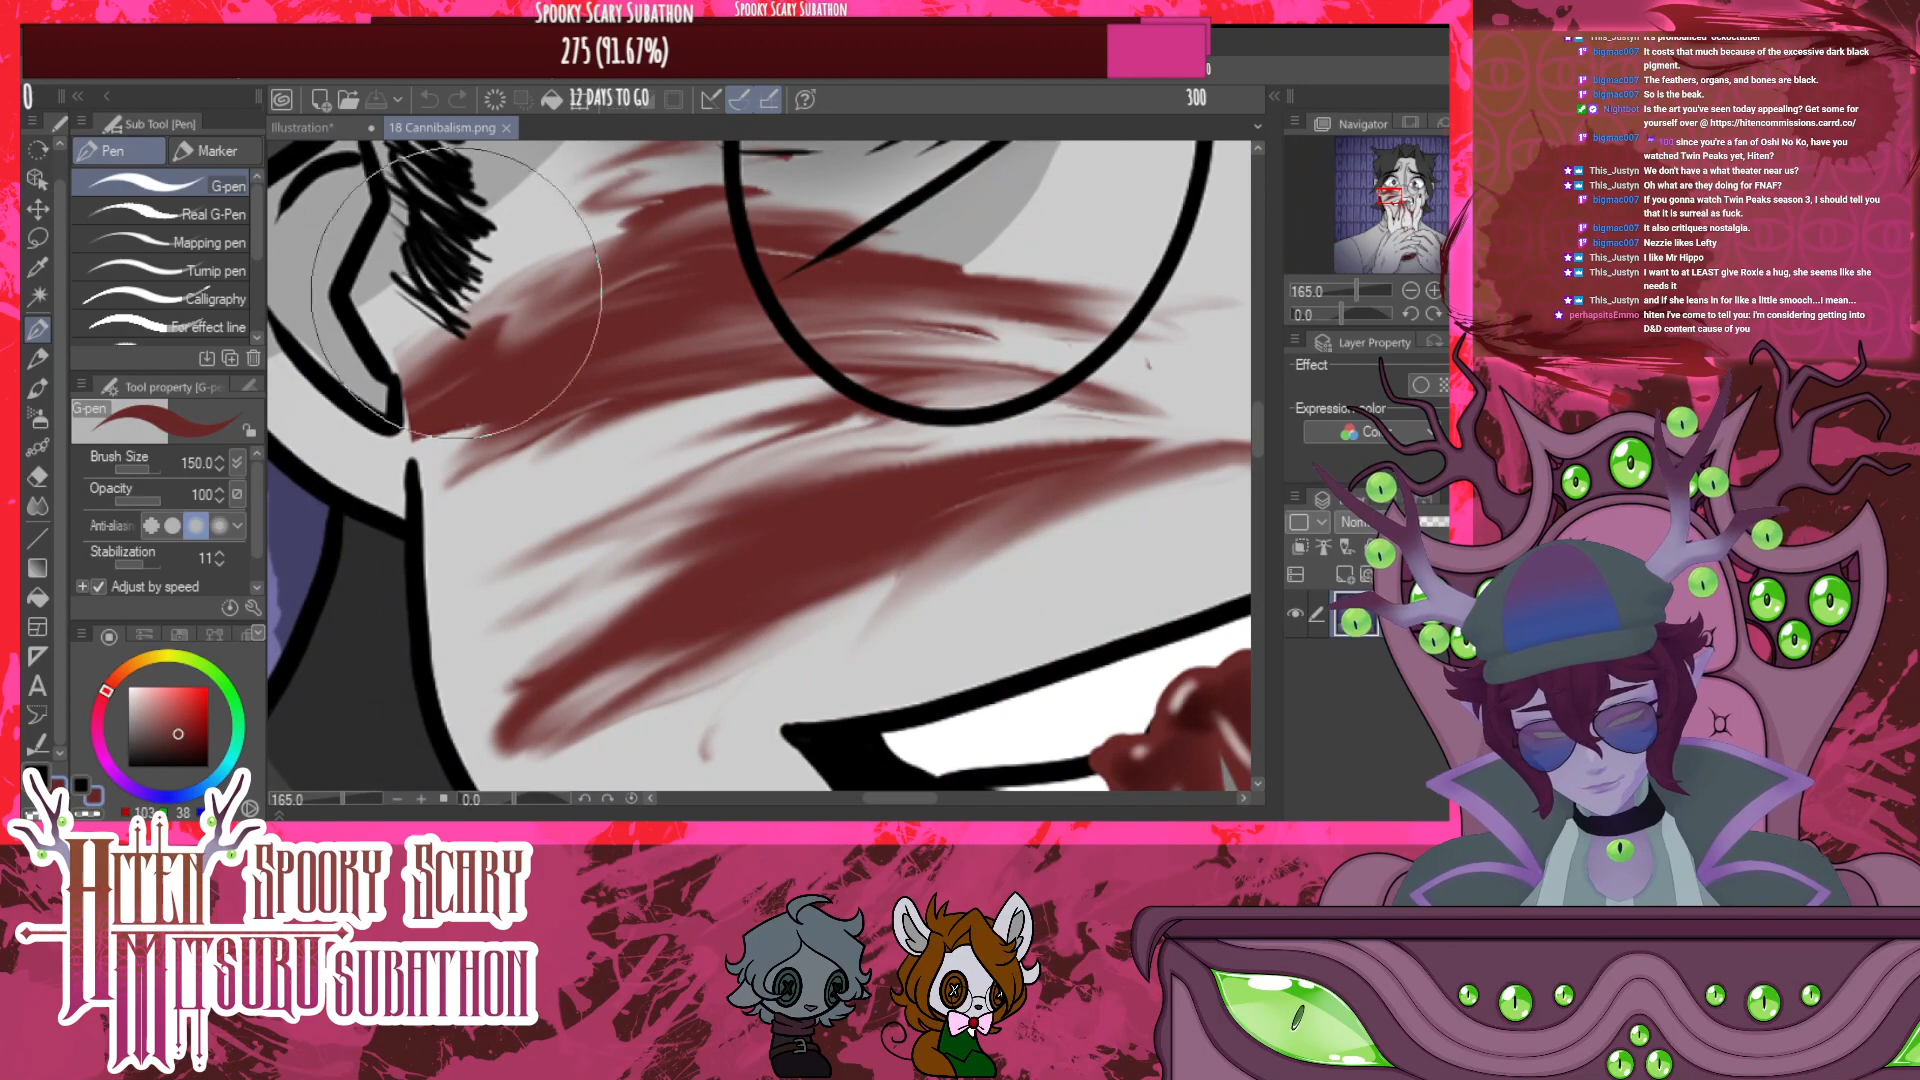 SPOOKY SCARY SUBATHON
SPOOKY SCARY SUBATHON
275 (91.67%)
12 DAYS TO GO
0
300
Sub Tool [Pen]
Pen
Marker
G-pen
Real G-Pen
Mapping pen
Turnip pen
Calligraphy
For effect line
Tool property [G-pe
G-pen
Brush Size
150.0
Opacity
100
Anti-aliasin
Stabilization
11
Adjust by speed
103
38
Illustration*
18 Cannibalism.png
165.0
0.0
Navigator
165.0
0.0
Layer Property
Effect
Expression color
Norm
This_Justyn
bigmac007 It costs that much because of the excessive dark black
pigment.
bigmac007 The feathers, organs, and bones are black.
bigmac007 So is the beak.
Nightbot Is the art you've seen today appealing? Get some for
yourself over @ https://hitencommissions.carrd.co/
bigmac007 100 since you're a fan of Oshi No Ko, have you
watched Twin Peaks yet, Hiten?
This_Justyn We don't have a what theater near us?
This_Justyn Oh what are they doing for FNAF?
bigmac007 If you gonna watch Twin Peaks season 3, I should tell you
that it is surreal as fuck.
bigmac007 It also critiques nostalgia.
bigmac007 Nezzie likes Lefty
This_Justyn I like Mr Hippo
This_Justyn I want to at LEAST give Roxie a hug, she seems like she
needs it
This_Justyn and if she leans in for like a little smooch...I mean...
perhapsitsEmmo hiten i've come to tell you: i'm considering getting into
D&D content cause of you
HITEN
MITSURU
SPOOKY SCARY
SUBATHON